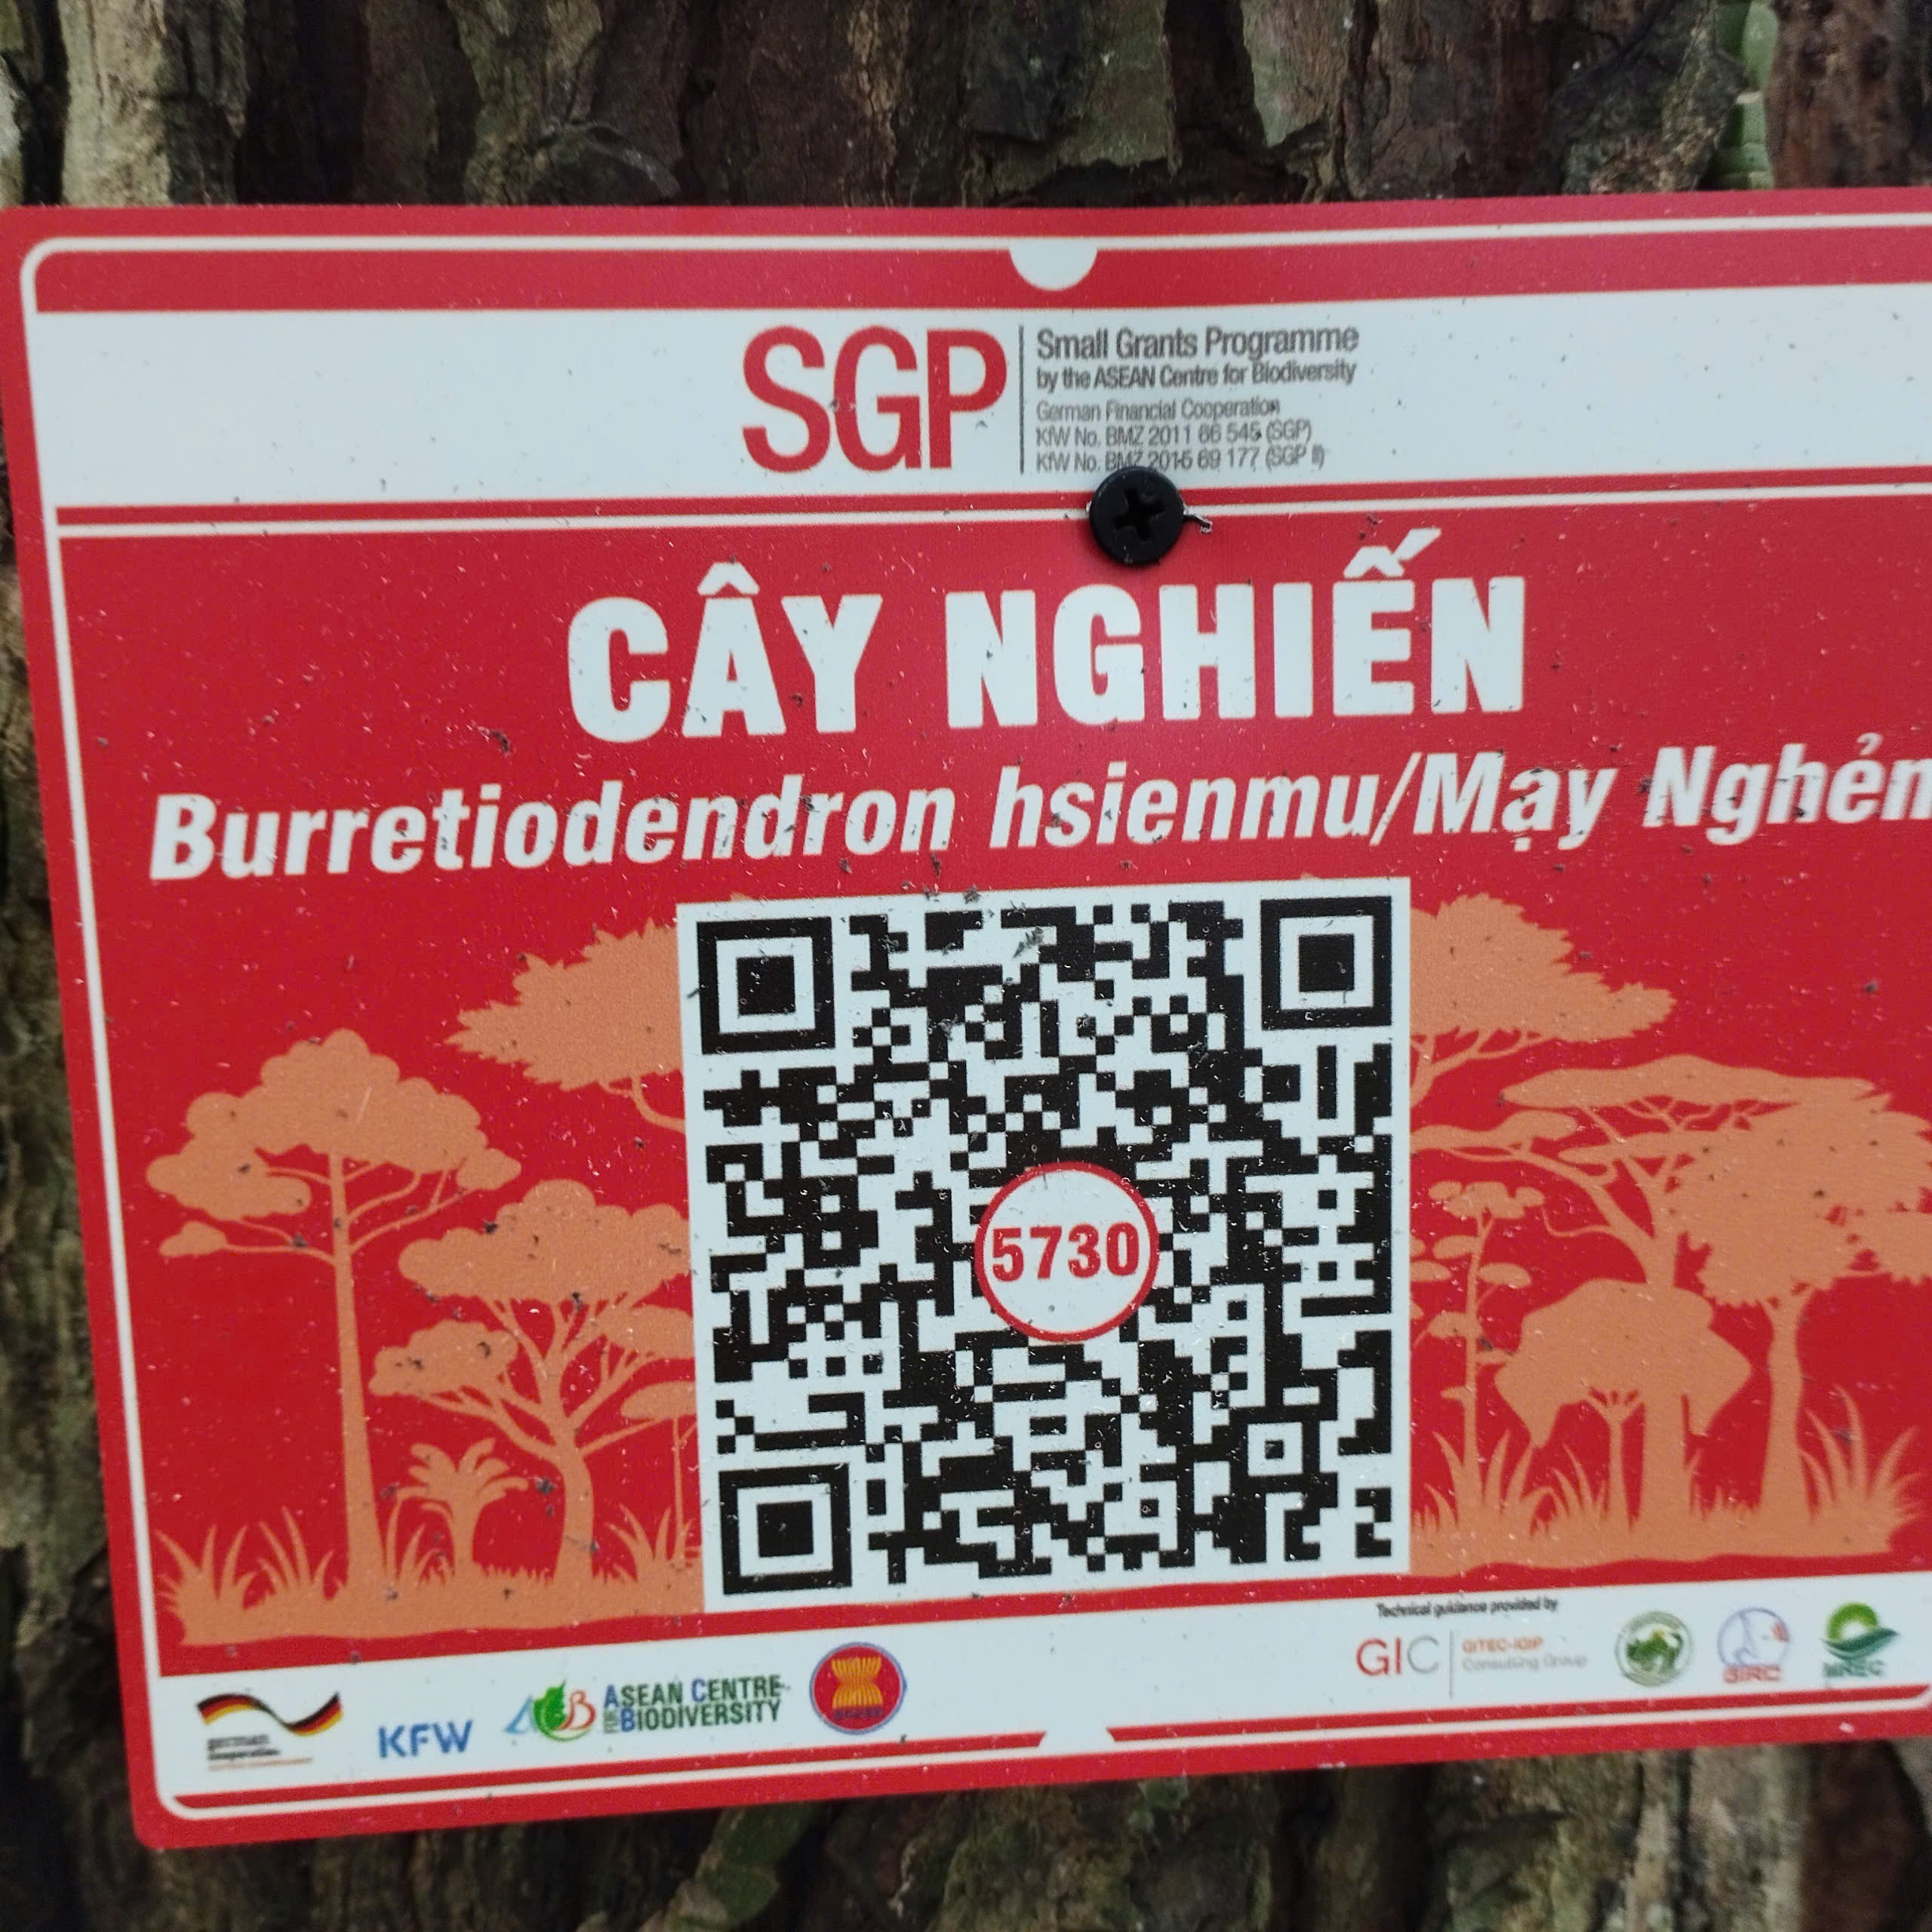 SGP
Small Grants Programme
by the ASEAN Centre for Biodiversity
German Financial Cooperation
KfW No. BMZ 2011 66 545 (SGP)
KfW No. BMZ 2015 69 177 (SGP II)
CÂY NGHIẾN
Burretiodendron hsienmu/Mạy Nghẻn
5730
Technical guidance provided by
KFW
ASEAN CENTRE
FOR BIODIVERSITY
GIC
GITEC-IGIP
Consulting Group